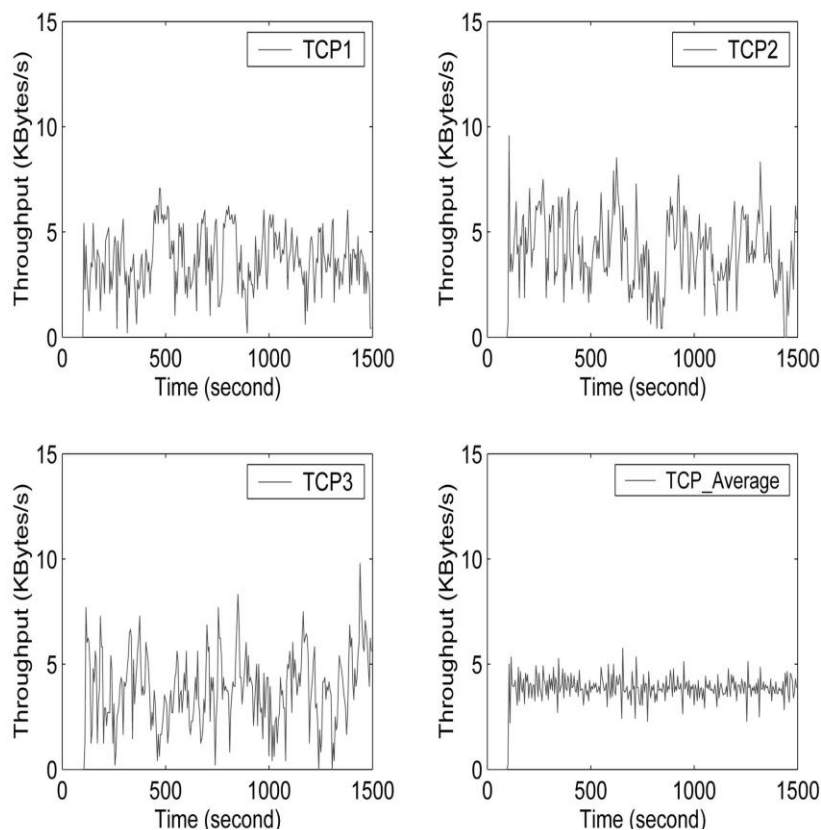 15
TCP1
10
5
0
0 500 1000 1500
Throughput (KBytes/s)
Time (second)
15
TCP2
10
5
0
0 500 1000 1500
Throughput (KBytes/s)
Time (second)
15
TCP3
10
5
0
0 500 1000 1500
Throughput (KBytes/s)
Time (second)
15
TCP_Average
10
5
0
0 500 1000 1500
Throughput (KBytes/s)
Time (second)